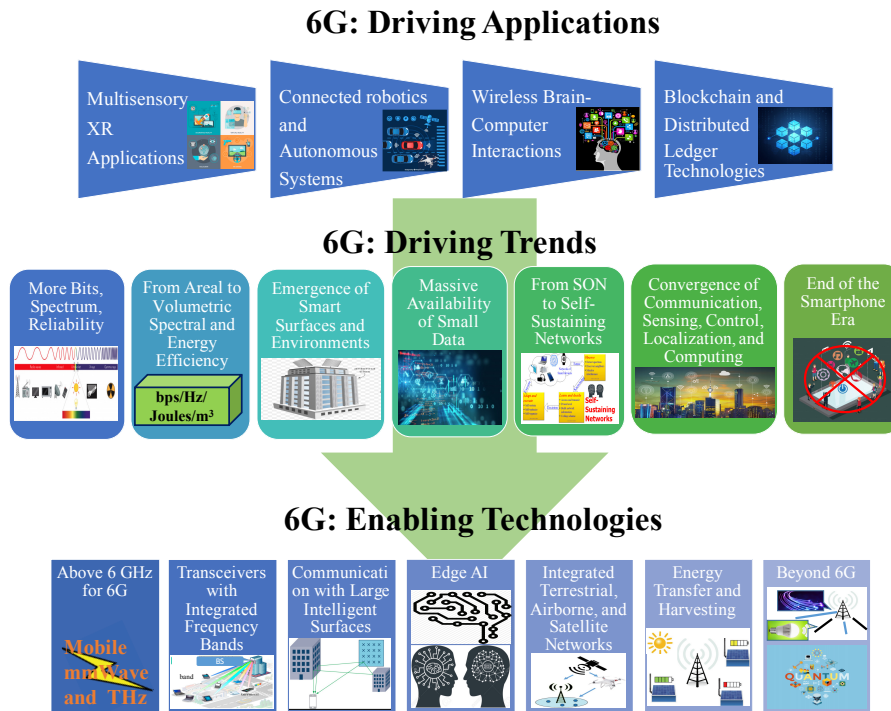 6G: Driving Applications
Multisensory
XR
Applications
Connected robotics
and
Autonomous
Systems
Wireless Brain-
Computer
Interactions
Blockchain and
Distributed
Ledger
Technologies
6G: Driving Trends
More Bits,
Spectrum,
Reliability
From Areal to
Volumetric
Spectral and
Energy
Efficiency
bps/Hz/
Joules/m³
Emergence of
Smart
Surfaces and
Environments
Massive
Availability
of Small
Data
From SON
to Self-
Sustaining
Networks
Self-
Sustaining
Networks
Convergence of
Communication,
Sensing, Control,
Localization, and
Computing
End of the
Smartphone
Era
6G: Enabling Technologies
Above 6 GHz
for 6G
Mobile
mmWave
and THz
Transceivers
with
Integrated
Frequency
Bands
BS
band
Communicati
on with Large
Intelligent
Surfaces
Edge AI
Integrated
Terrestrial,
Airborne, and
Satellite
Networks
Energy
Transfer and
Harvesting
Beyond 6G
QUANTUM